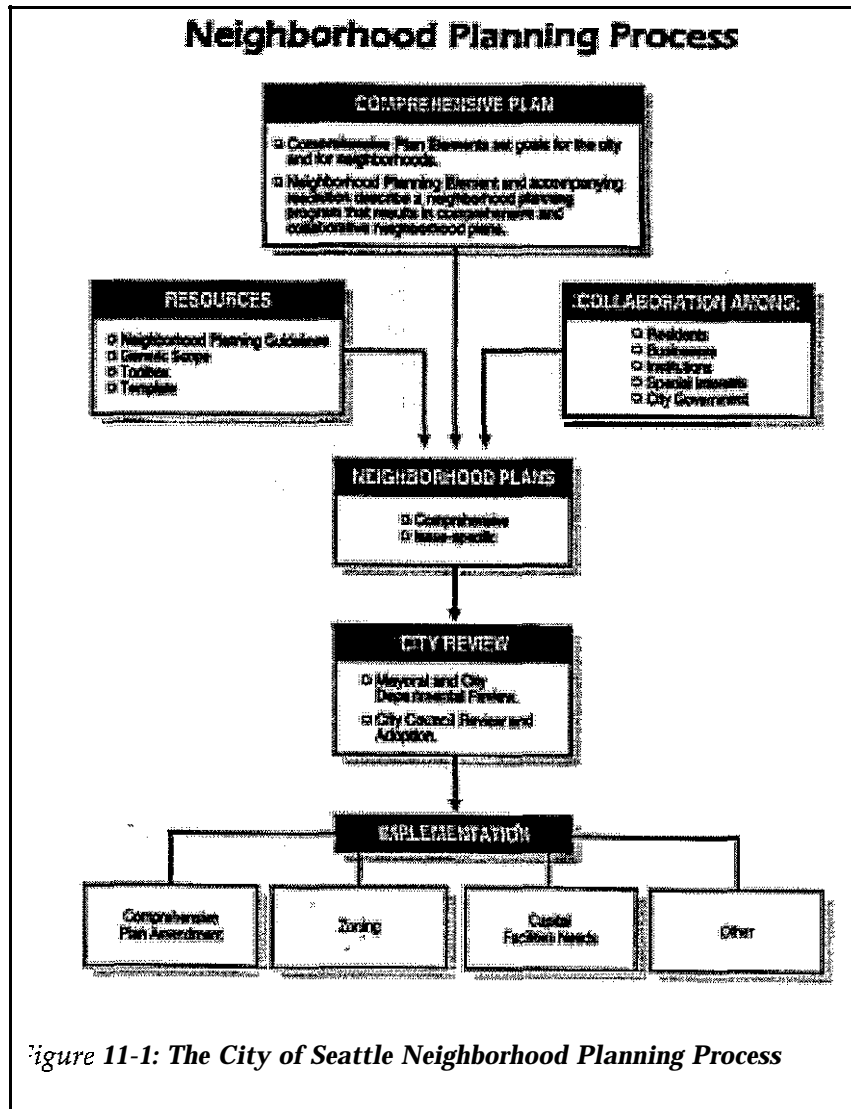 Neighborhood Planning Process
COMPREHENSIVE PLAN
Comprehensive Plan Elements set goals for the city
and for neighborhoods.
Neighborhood Planning Element and accompanying
resolution describe a neighborhood planning
program that results in comprehensive and
collaborative neighborhood plans.
RESOURCES
Neighborhood Planning Guidelines
Generic Scope
Toolbox
Template
COLLABORATION AMONG:
Residents
Businesses
Institutions
Special Interests
City Government
NEIGHBORHOOD PLANS
Comprehensive
Issue-specific
CITY REVIEW
Mayoral and City
Departmental Review.
City Council Review and
Adoption.
IMPLEMENTATION
Comprehensive
Plan Amendment
Zoning
Capital
Facilities Needs
Other
Figure 11-1: The City of Seattle Neighborhood Planning Process